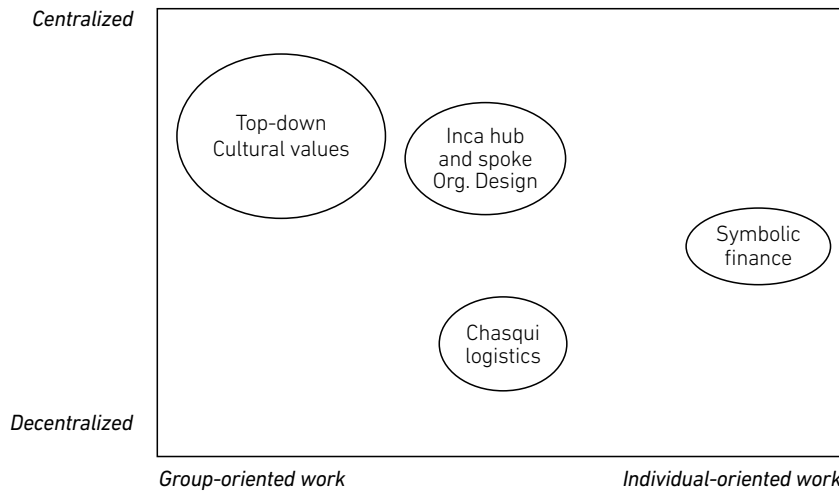 Centralized
Top-down
Cultural values
Inca hub
and spoke
Org. Design
Symbolic
finance
Chasqui
logistics
Decentralized
Group-oriented work
Individual-oriented work